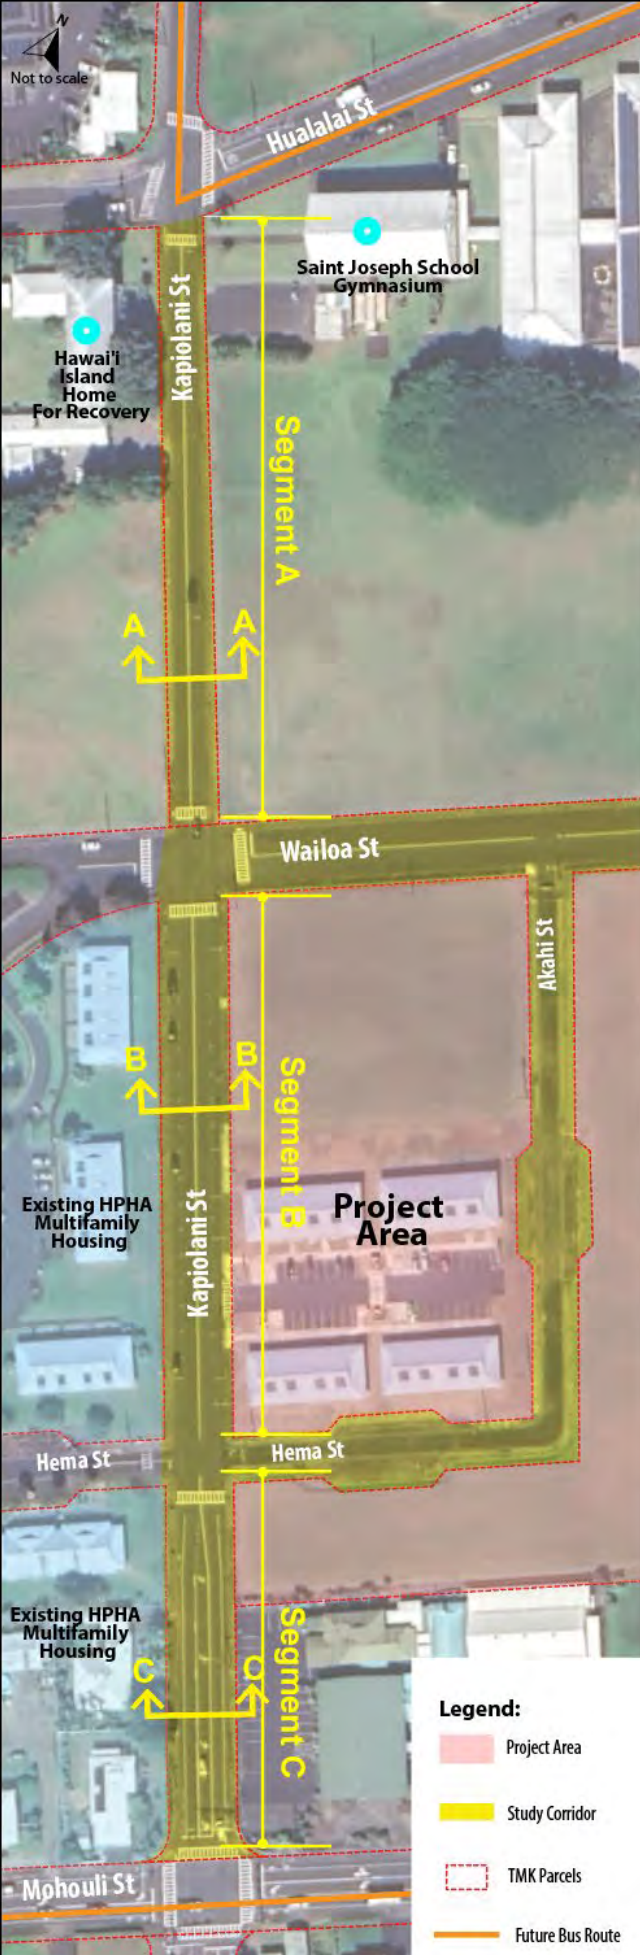 N
Not to scale
Hualalai St
Saint Joseph School
Gymnasium
Kapiolani St
Hawai'i
Island
Home
For Recovery
Segment A
A
A
Wailoa St
Akahi St
B
B
Segment B
Existing HPHA
Multifamily
Housing
Kapiolani St
Project
Area
Hema St
Hema St
Existing HPHA
Multifamily
Housing
Segment C
C
C
Mohouli St
Legend:
Project Area
Study Corridor
TMK Parcels
Future Bus Route